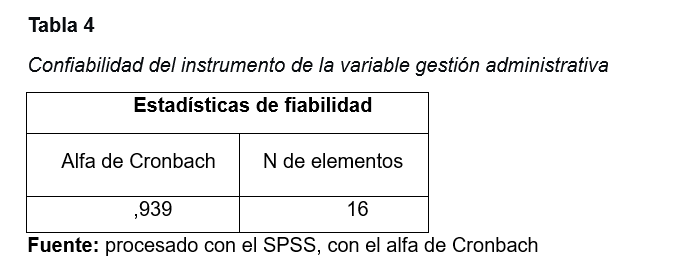 Tabla 4
Confiabilidad del instrumento de la variable gestión administrativa
Estadísticas de fiabilidad
Alfa de Cronbach N de elementos
,939 16
Fuente: procesado con el SPSS, con el alfa de Cronbach